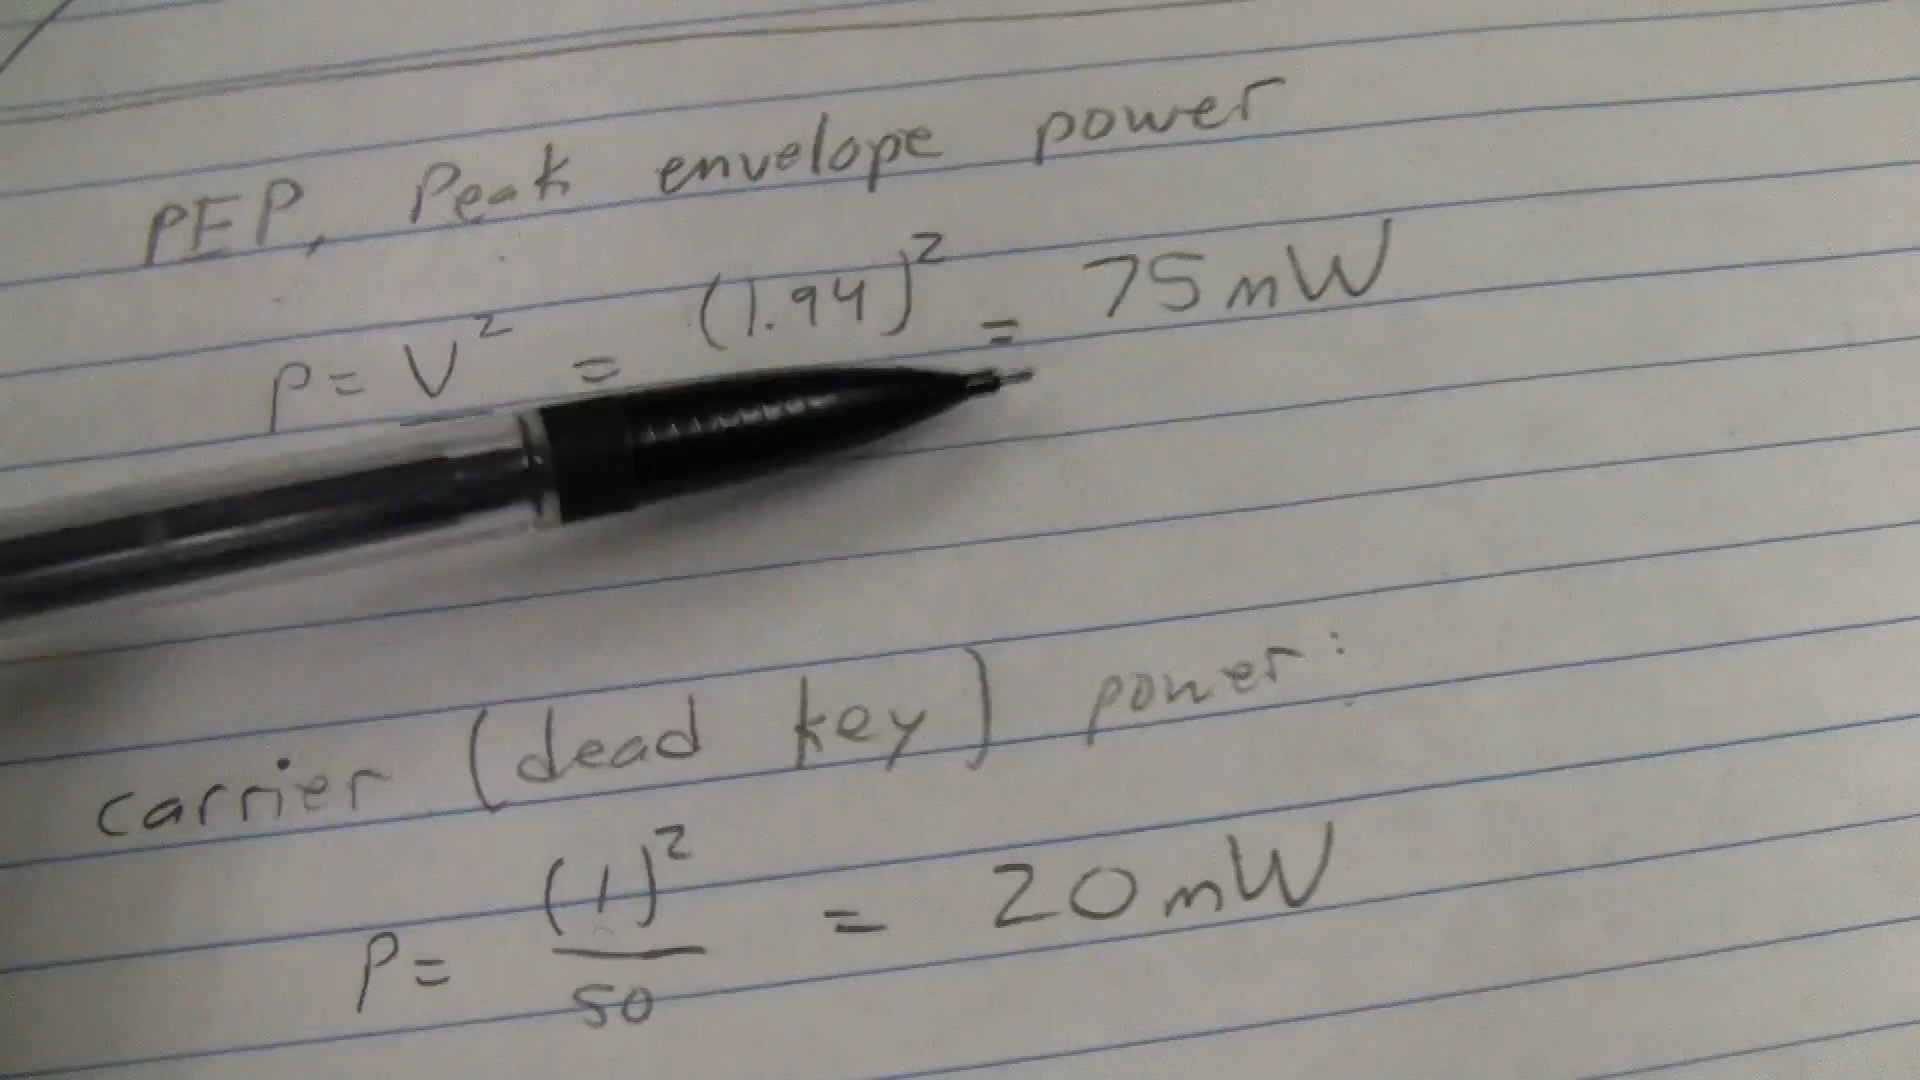 PEP, Peak envelope power
P = V² = (1.94)² = 75 mW
carrier (dead key) power:
P = (1)² = 20 mW
50